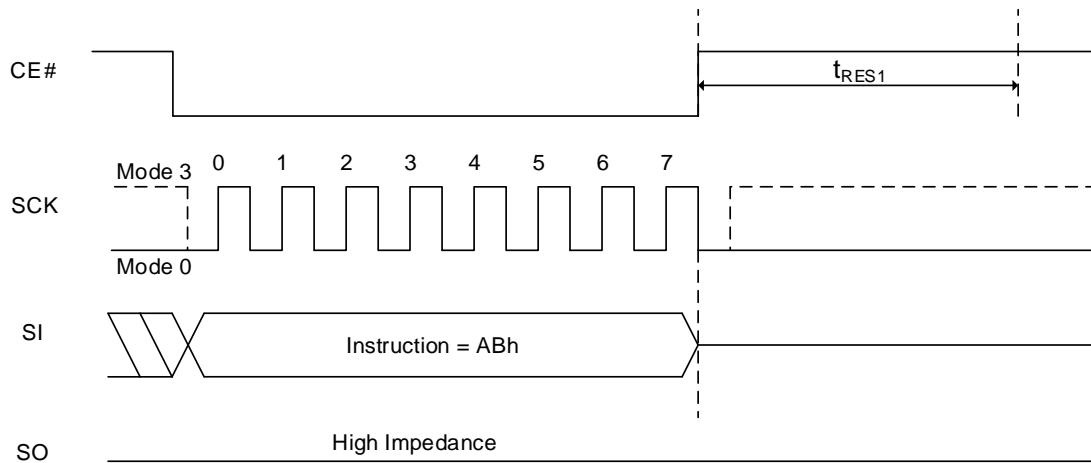 CE#
tRES1
Mode 3
0 1 2 3 4 5 6 7
SCK
Mode 0
SI
Instruction = ABh
SO
High Impedance